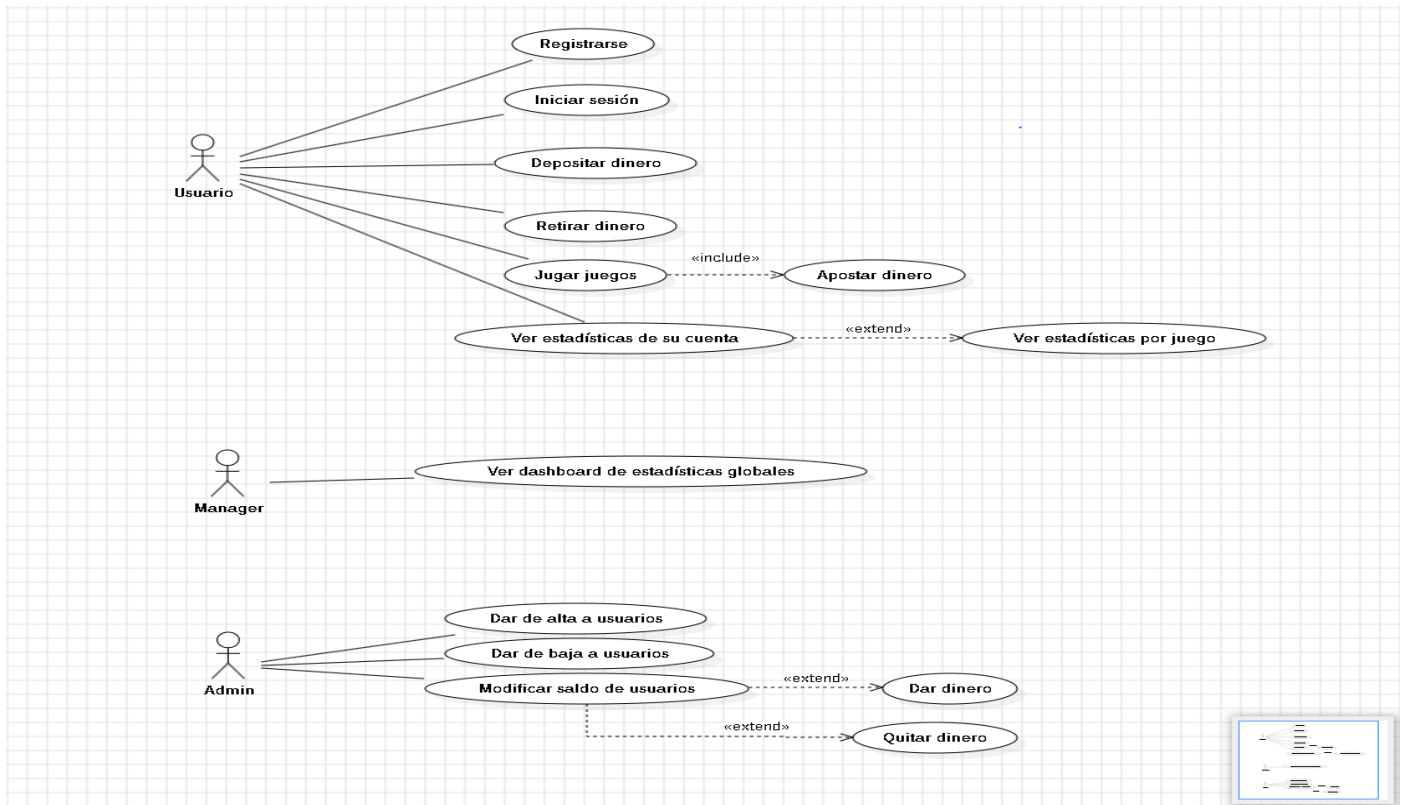 Registrarse
Iniciar sesión
Depositar dinero
Usuario
Retirar dinero
«include»
Jugar juegos
Apostar dinero
«extend»
Ver estadísticas de su cuenta
Ver estadísticas por juego
Ver dashboard de estadísticas globales
Manager
Dar de alta a usuarios
Dar de baja a usuarios
«extend»
Admin
Modificar saldo de usuarios
Dar dinero
«extend»
Quitar dinero